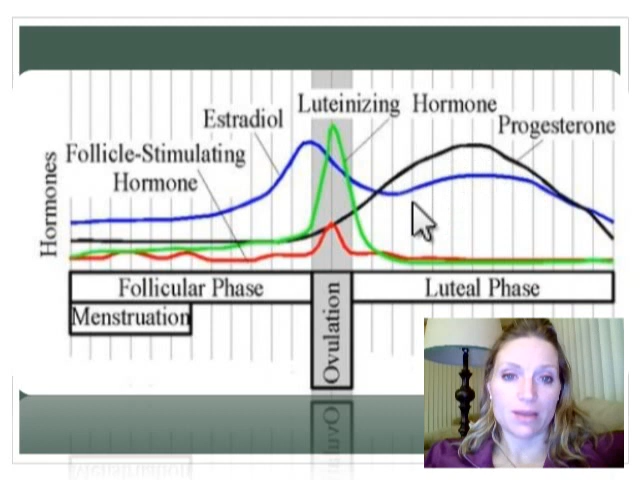 Luteinizing Hormone
Estradiol
Progesterone
Follicle-Stimulating
Hormone
Hormones
Follicular Phase
Luteal Phase
Menstruation
Ovulation